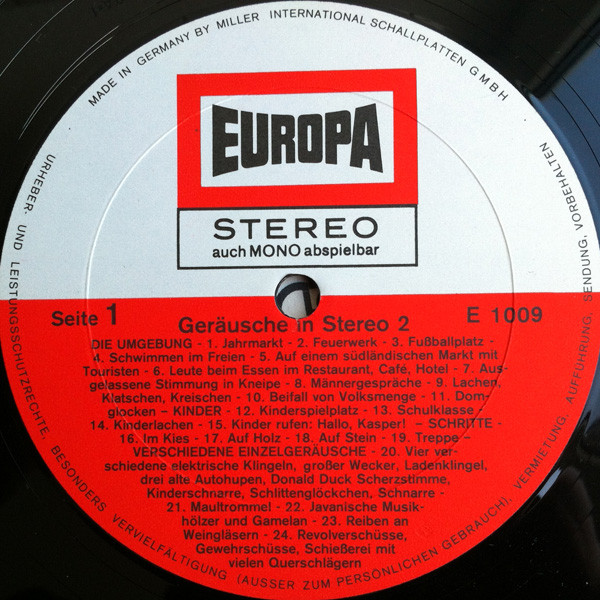 MADE IN GERMANY BY MILLER INTERNATIONAL SCHALLPLATTEN GMBH
EUROPA
STEREO
auch MONO abspielbar
Seite 1
Geräusche in Stereo 2
E 1009
DIE UMGEBUNG - 1. Jahrmarkt - 2. Feuerwerk - 3. Fußballplatz -
4. Schwimmen im Freien - 5. Auf einem südländischen Markt mit
Touristen - 6. Leute beim Essen im Restaurant, Café, Hotel - 7. Aus-
gelassene Stimmung in Kneipe - 8. Männergespräche - 9. Lachen,
Klatschen, Kreischen - 10. Beifall von Volksmenge - 11. Dom-
glocken – KINDER - 12. Kinderspielplatz - 13. Schulklasse -
14. Kinderlachen - 15. Kinder rufen: Hallo, Kasper! – SCHRITTE -
16. Im Kies - 17. Auf Holz - 18. Auf Stein - 19. Treppe –
VERSCHIEDENE EINZELGERÄUSCHE - 20. Vier ver-
schiedene elektrische Klingeln, großer Wecker, Ladenklingel,
drei alte Autohupen, Donald Duck Scherzstimme,
Kinderschnarre, Schlittenglöckchen, Schnarre -
21. Maultrommel - 22. Javanische Musik-
hölzer und Gamelan - 23. Reiben an
Weingläsern - 24. Revolverschüsse,
Gewehrschüsse, Schießerei mit
vielen Querschlägern
URHEBER- UND LEISTUNGSSCHUTZRECHTE, BESONDERS VERVIELFÄLTIGUNG (AUSSER ZUM PERSÖNLICHEN GEBRAUCH), VERMIETUNG, AUFFÜHRUNG, SENDUNG, VORBEHALTEN